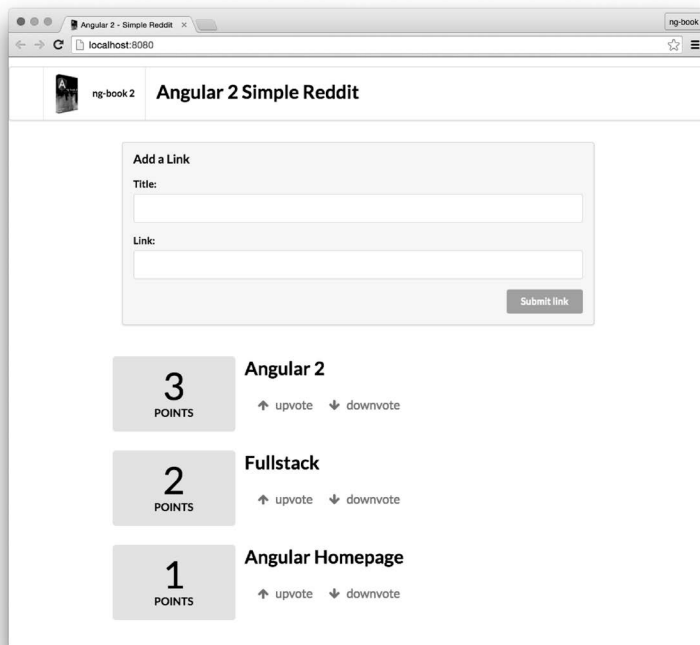 Angular 2 - Simple Reddit
ng-book
localhost:8080
ng-book 2
Angular 2 Simple Reddit
Add a Link
Title:
Link:
Submit link
3
POINTS
Angular 2
upvote downvote
2
POINTS
Fullstack
upvote downvote
1
POINTS
Angular Homepage
upvote downvote